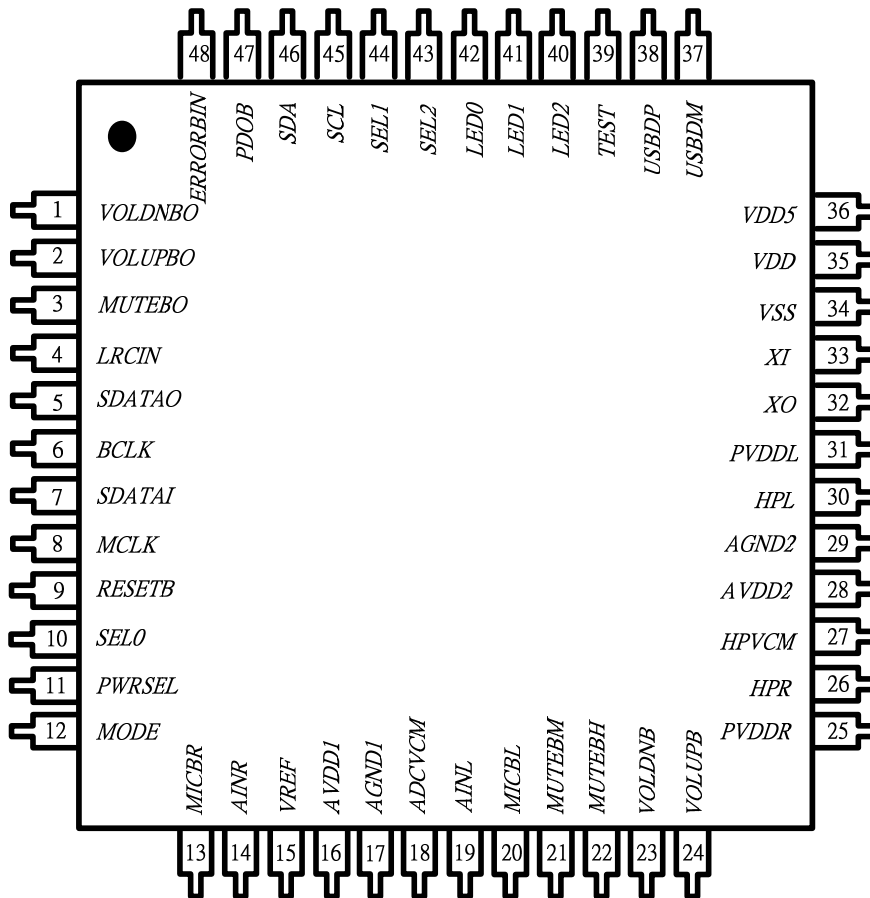 48 47 46 45 44 43 42 41 40 39 38 37
ERRORBIN
PDOB
SDA
SCL
SEL1
SEL2
LED0
LED1
LED2
TEST
USBDP
USBDM
1 VOLDNBO
2 VOLUPBO
3 MUTEBO
4 LRCIN
5 SDATAO
6 BCLK
7 SDATAI
8 MCLK
9 RESETB
10 SEL0
11 PWRSEL
12 MODE
VDD5 36
VDD 35
VSS 34
XI 33
XO 32
PVDDL 31
HPL 30
AGND2 29
AVDD2 28
HPVCM 27
HPR 26
PVDDR 25
MICBR
AINR
VREF
AVDD1
AGND1
ADCVCM
AINL
MICBL
MUTEBM
MUTEBH
VOLDNB
VOLUPB
13 14 15 16 17 18 19 20 21 22 23 24